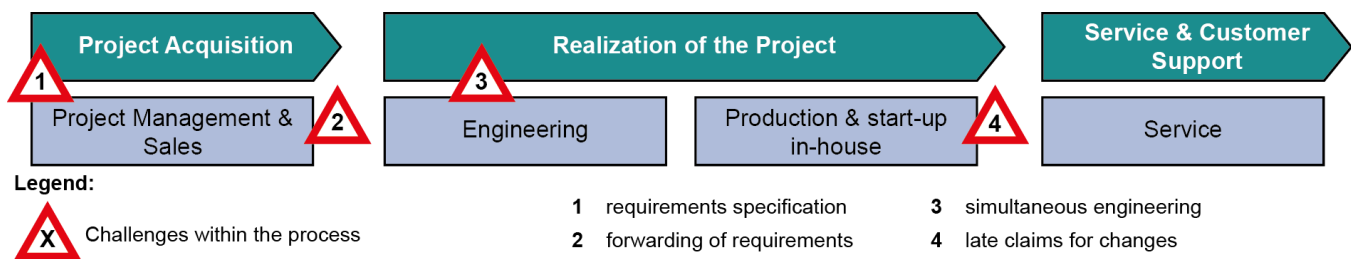 Project Acquisition
Realization of the Project
Service & Customer
Support
1
3
Project Management &
Sales
2
Engineering
Production & start-up
in-house
4
Service
Legend:
X
Challenges within the process
1 requirements specification
2 forwarding of requirements
3 simultaneous engineering
4 late claims for changes